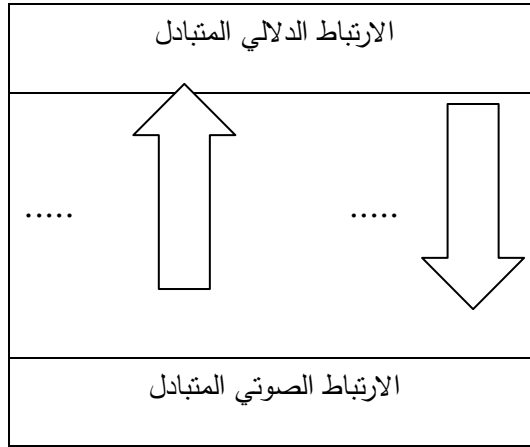 الارتباط الدلالي المتبادل
..... .....
الارتباط الصوتي المتبادل